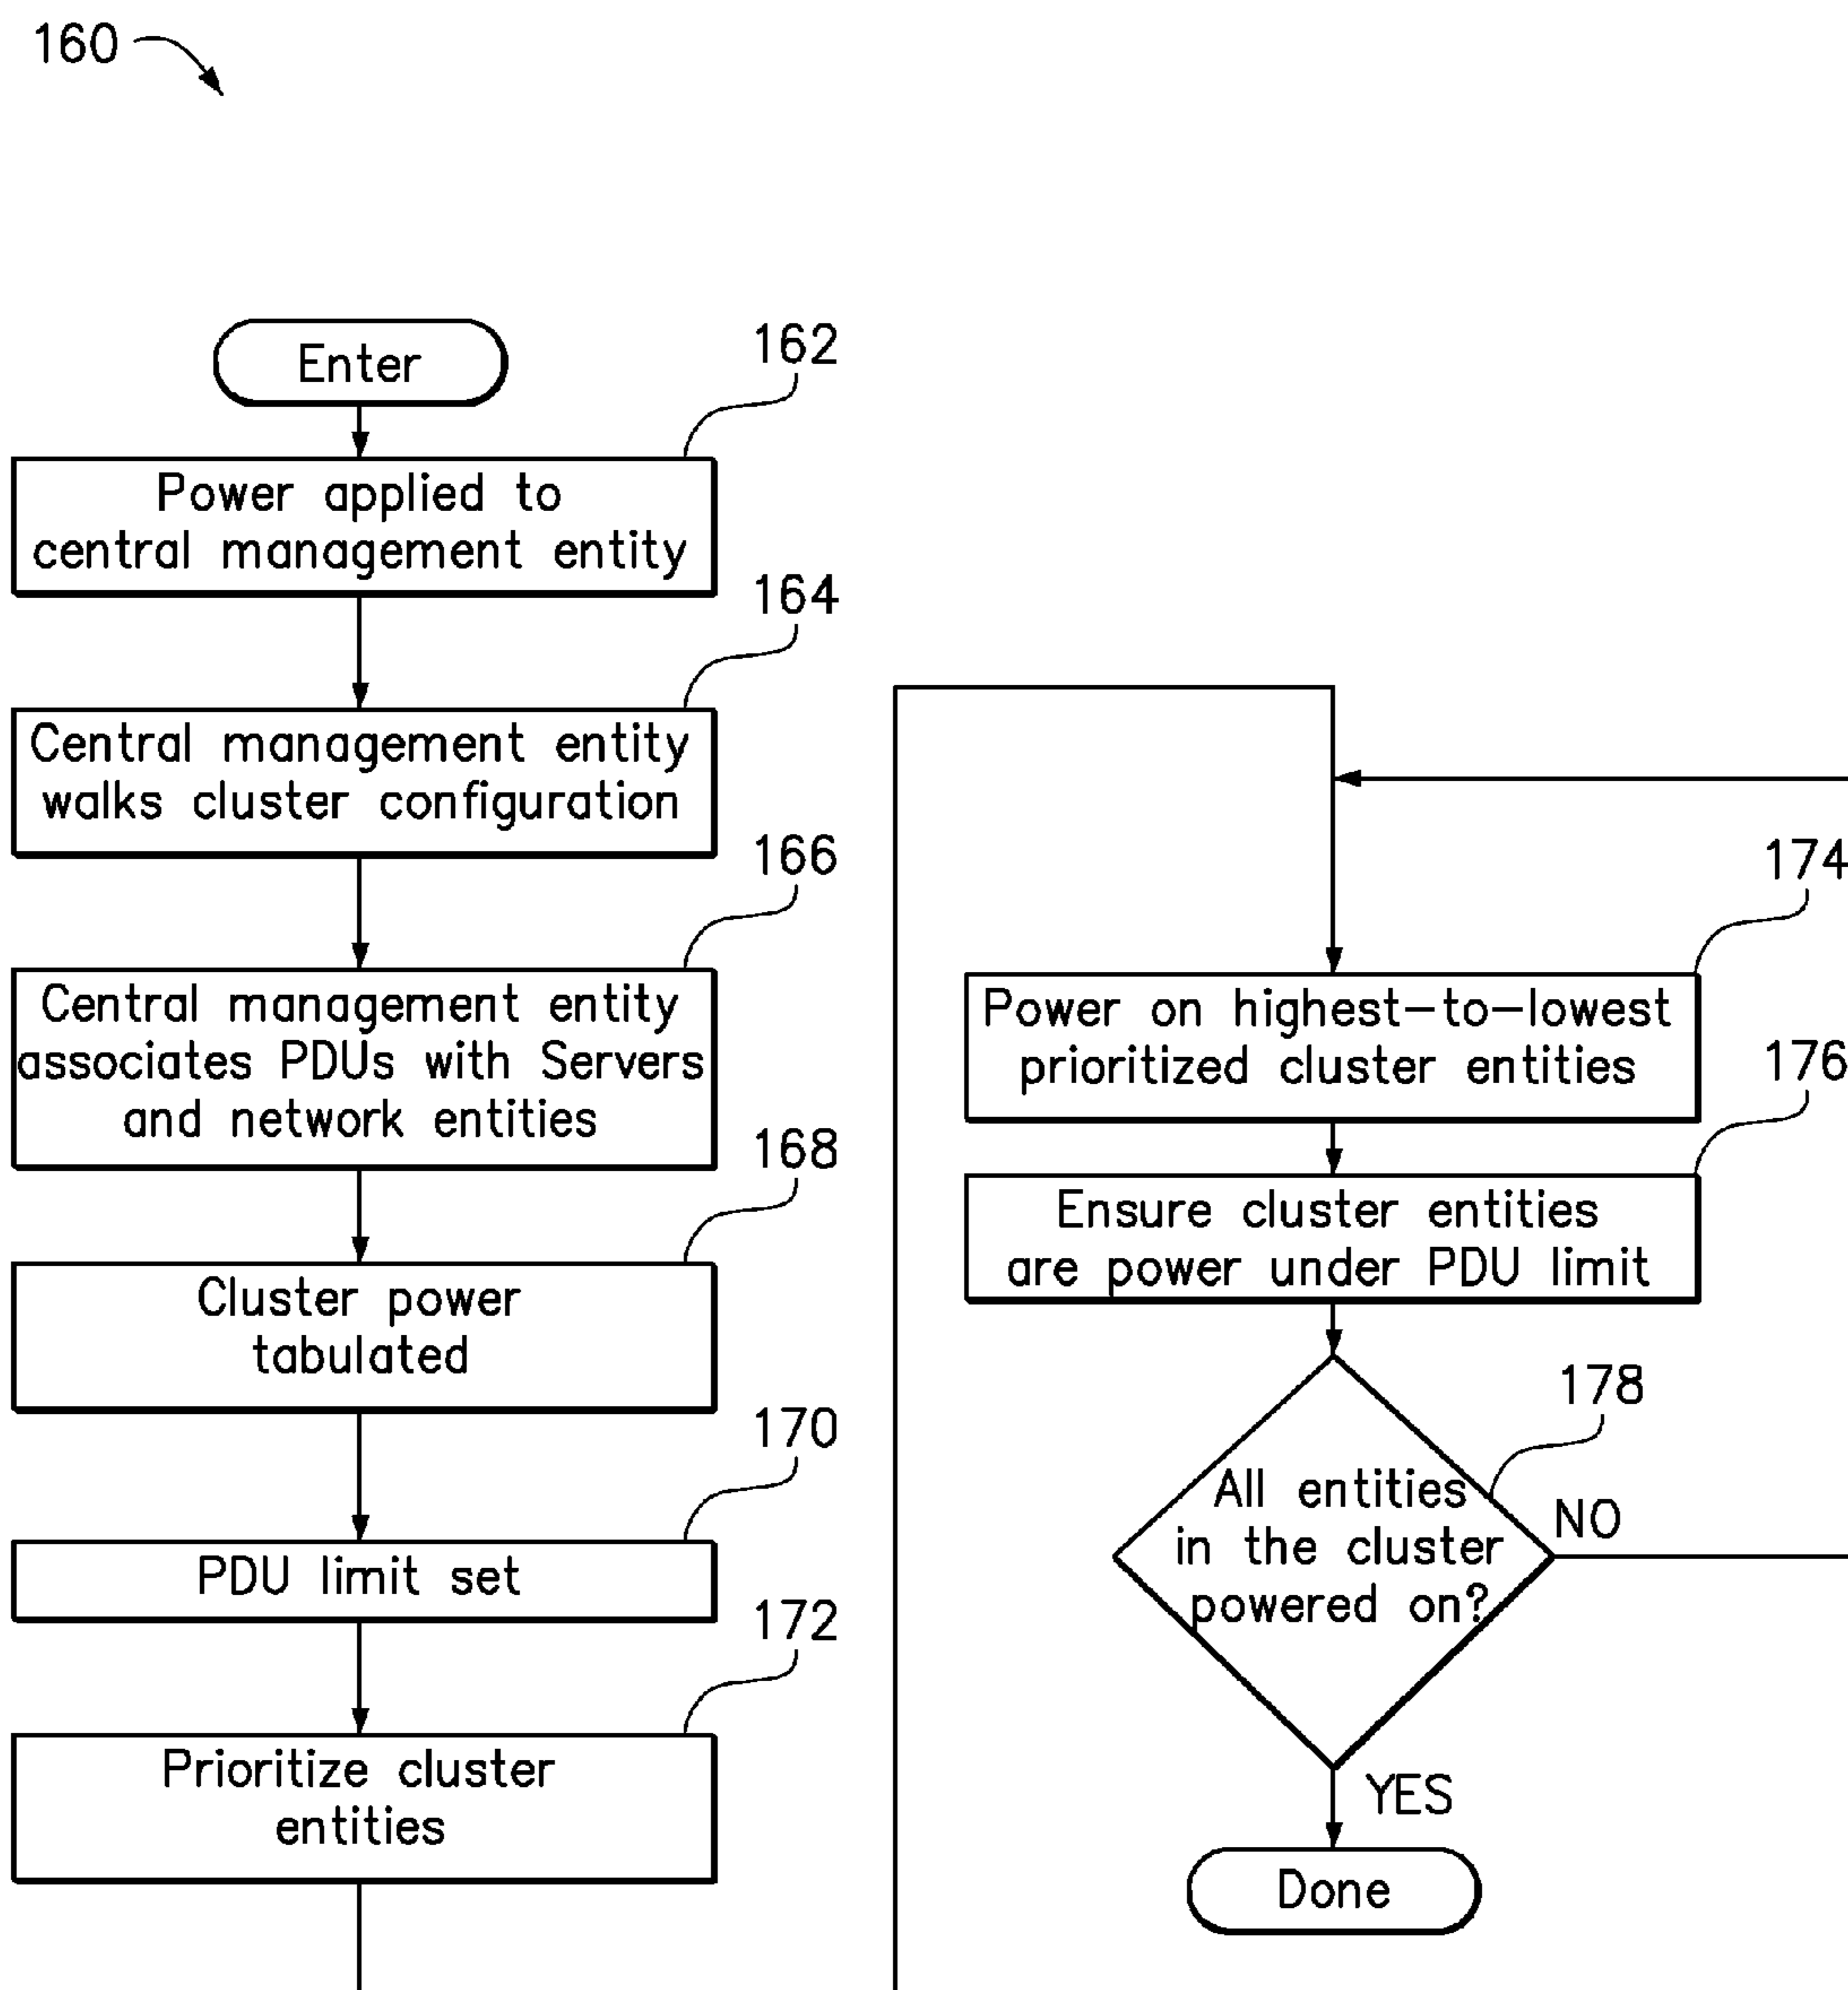 160
Enter
162
Power applied to
central management entity
164
Central management entity
walks cluster configuration
166
Central management entity
associates PDUs with Servers
and network entities
168
Cluster power
tabulated
170
PDU limit set
172
Prioritize cluster
entities
174
Power on highest-to-lowest
prioritized cluster entities
176
Ensure cluster entities
are power under PDU limit
178
All entities
in the cluster
powered on?
NO
YES
Done